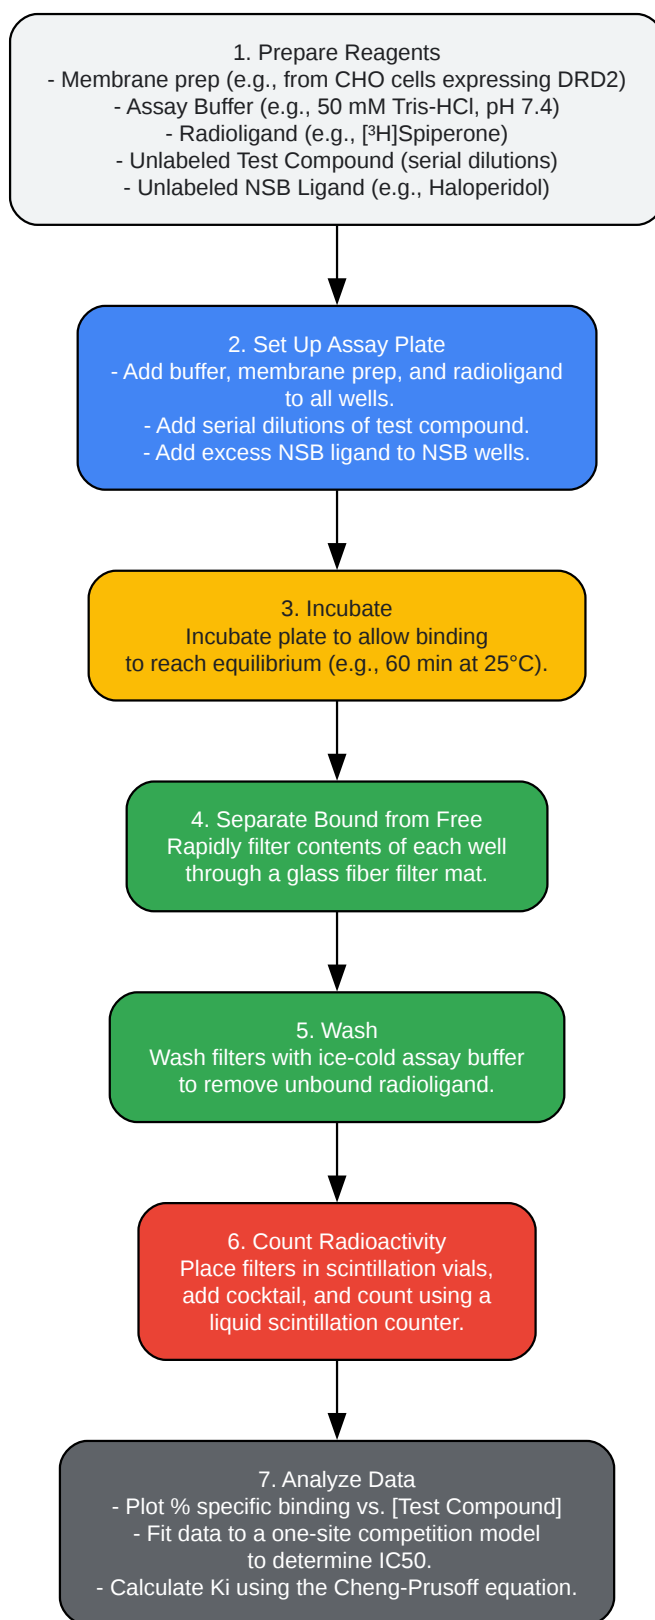 1. Prepare Reagents
- Membrane prep (e.g., from CHO cells expressing DRD2)
- Assay Buffer (e.g., 50 mM Tris-HCl, pH 7.4)
- Radioligand (e.g., [³H]Spiperone)
- Unlabeled Test Compound (serial dilutions)
- Unlabeled NSB Ligand (e.g., Haloperidol)
2. Set Up Assay Plate
- Add buffer, membrane prep, and radioligand
to all wells.
- Add serial dilutions of test compound.
- Add excess NSB ligand to NSB wells.
3. Incubate
Incubate plate to allow binding
to reach equilibrium (e.g., 60 min at 25°C).
4. Separate Bound from Free
Rapidly filter contents of each well
through a glass fiber filter mat.
5. Wash
Wash filters with ice-cold assay buffer
to remove unbound radioligand.
6. Count Radioactivity
Place filters in scintillation vials,
add cocktail, and count using a
liquid scintillation counter.
7. Analyze Data
- Plot % specific binding vs. [Test Compound]
- Fit data to a one-site competition model
to determine IC50.
- Calculate Ki using the Cheng-Prusoff equation.